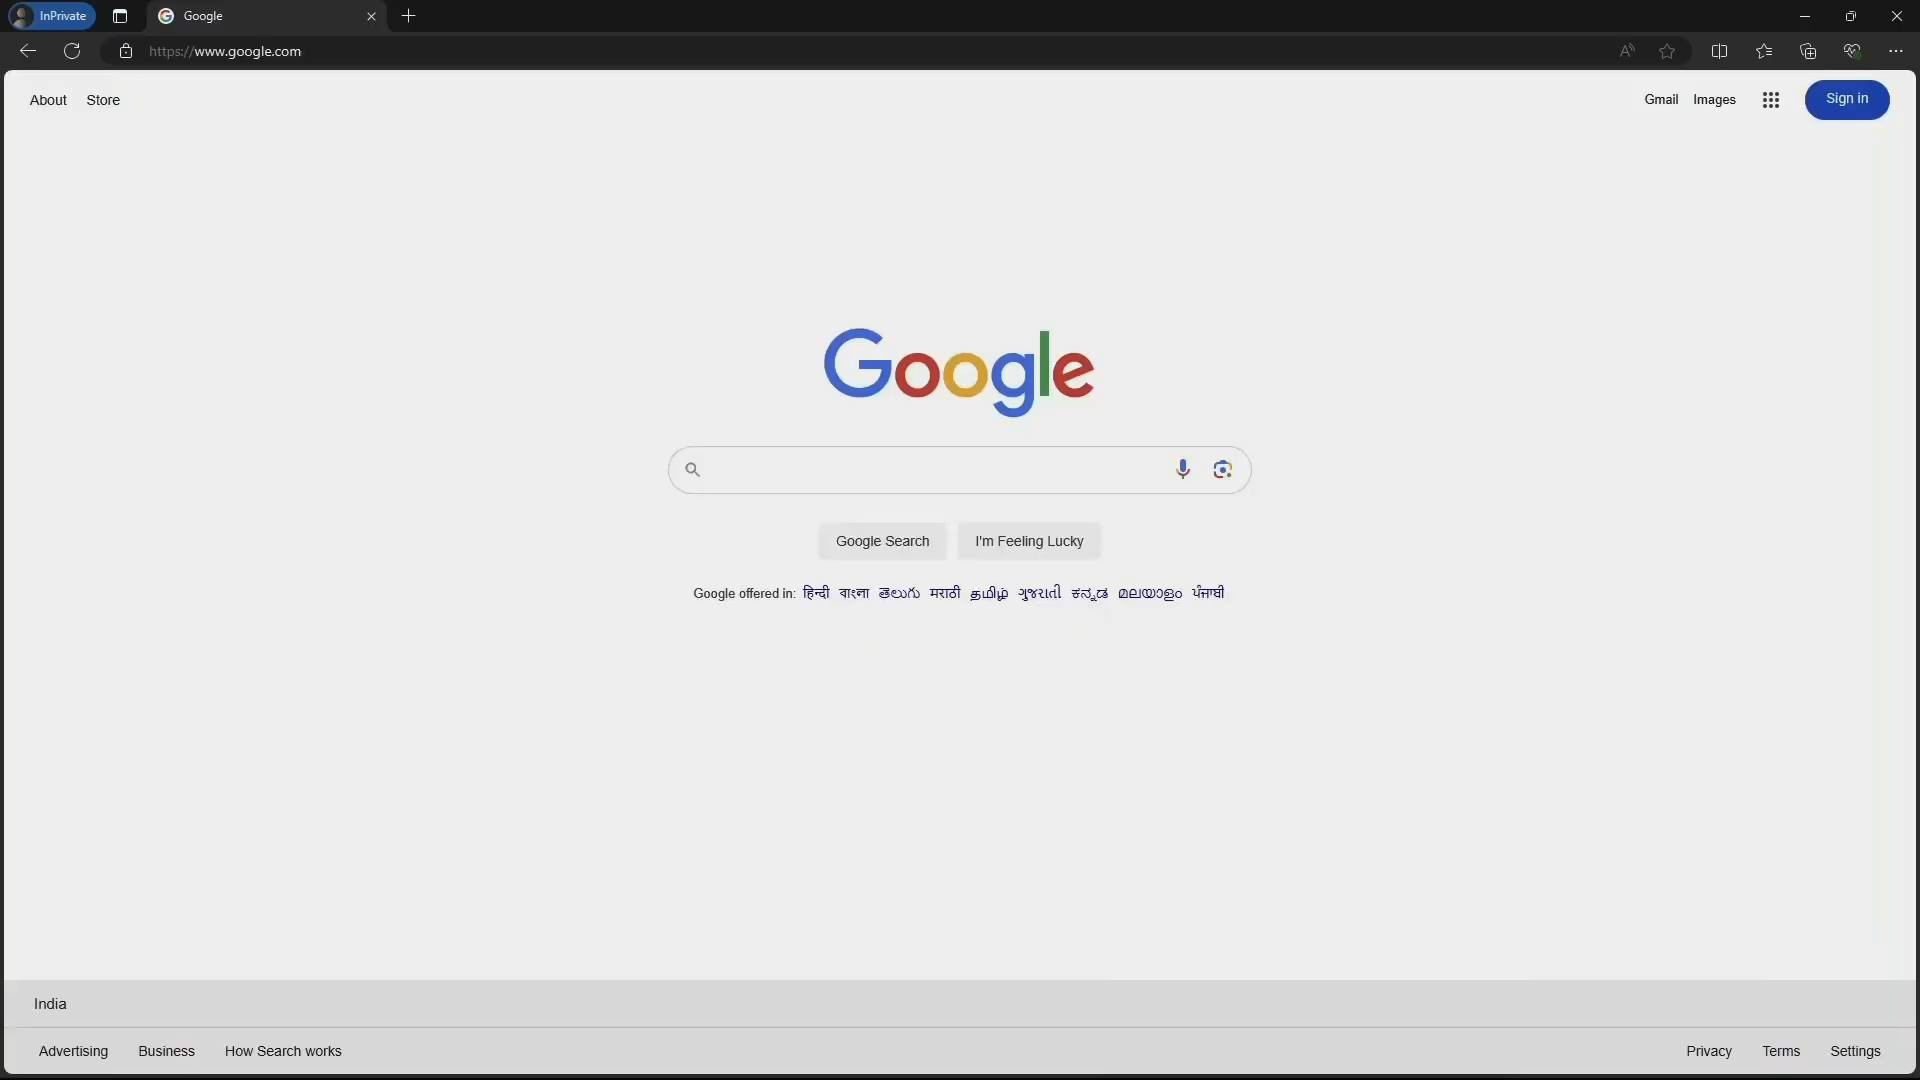 InPrivate
Google
https://www.google.com
About Store
Gmail Images Sign in
Google
Google Search I'm Feeling Lucky
Google offered in: हिन्दी বাংলা తెలుగు मराठी தமிழ் ગુજરાતી ಕನ್ನಡ മലയാളം ਪੰਜਾਬੀ
India
Advertising Business How Search works
Privacy Terms Settings